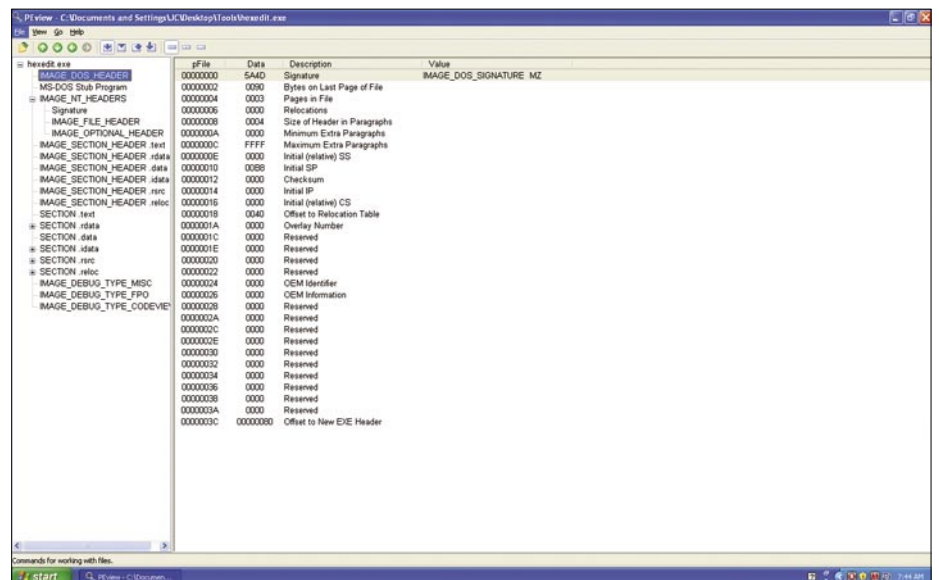 PEview - C:\Documents and Settings\JC\Desktop\Tools\hexedit.exe
File View Go Help
hexedit.exe
IMAGE_DOS_HEADER
MS-DOS Stub Program
IMAGE_NT_HEADERS
Signature
IMAGE_FILE_HEADER
IMAGE_OPTIONAL_HEADER
IMAGE_SECTION_HEADER .text
IMAGE_SECTION_HEADER .rdata
IMAGE_SECTION_HEADER .data
IMAGE_SECTION_HEADER .idata
IMAGE_SECTION_HEADER .rsrc
IMAGE_SECTION_HEADER .reloc
SECTION .text
SECTION .rdata
SECTION .data
SECTION .idata
SECTION .rsrc
SECTION .reloc
IMAGE_DEBUG_TYPE_MISC
IMAGE_DEBUG_TYPE_FPO
IMAGE_DEBUG_TYPE_CODEVIE
pFile Data Description Value
00000000 5A4D Signature IMAGE_DOS_SIGNATURE MZ
00000002 0090 Bytes on Last Page of File
00000004 0003 Pages in File
00000006 0000 Relocations
00000008 0004 Size of Header in Paragraphs
0000000A 0000 Minimum Extra Paragraphs
0000000C FFFF Maximum Extra Paragraphs
0000000E 0000 Initial (relative) SS
00000010 00B8 Initial SP
00000012 0000 Checksum
00000014 0000 Initial IP
00000016 0000 Initial (relative) CS
00000018 0040 Offset to Relocation Table
0000001A 0000 Overlay Number
0000001C 0000 Reserved
0000001E 0000 Reserved
00000020 0000 Reserved
00000022 0000 Reserved
00000024 0000 OEM Identifier
00000026 0000 OEM Information
00000028 0000 Reserved
0000002A 0000 Reserved
0000002C 0000 Reserved
0000002E 0000 Reserved
00000030 0000 Reserved
00000032 0000 Reserved
00000034 0000 Reserved
00000036 0000 Reserved
00000038 0000 Reserved
0000003A 0000 Reserved
0000003C 00000080 Offset to New EXE Header
Commands for working with files.
start PEview - C:\Documen... 7:44 AM